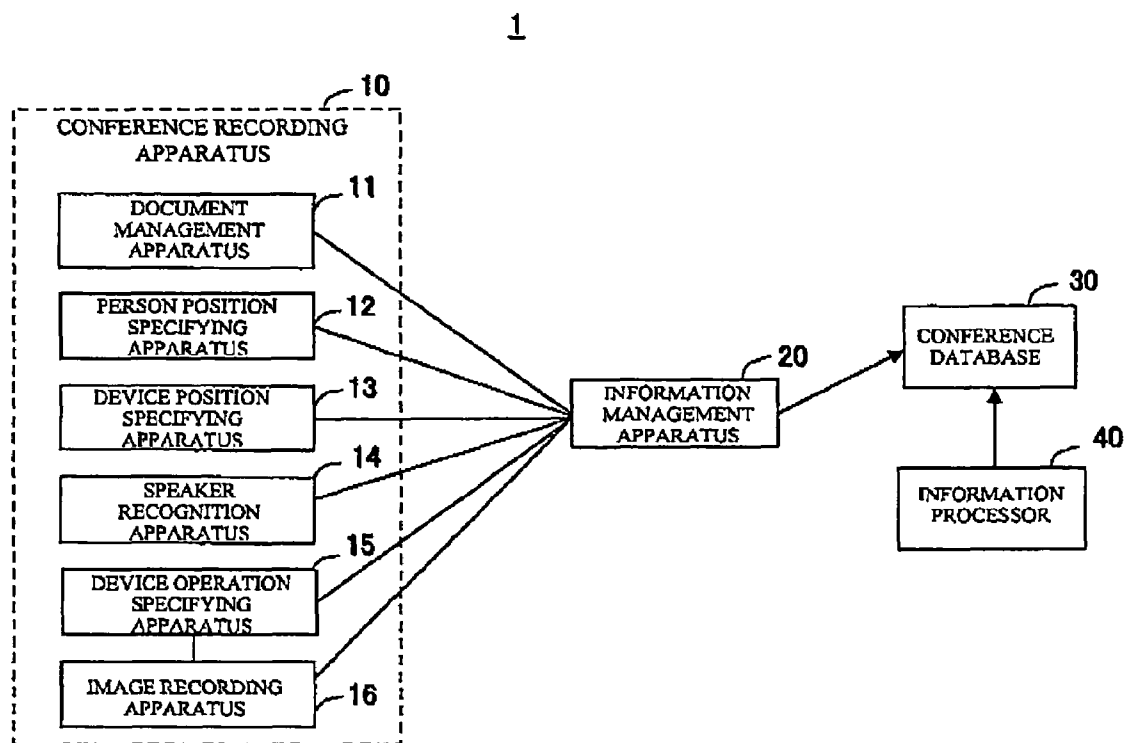 1
10
CONFERENCE RECORDING
APPARATUS
11
DOCUMENT
MANAGEMENT
APPARATUS
12
PERSON POSITION
SPECIFYING
APPARATUS
13
DEVICE POSITION
SPECIFYING
APPARATUS
14
SPEAKER
RECOGNITION
APPARATUS
15
DEVICE OPERATION
SPECIFYING
APPARATUS
IMAGE RECORDING
APPARATUS
16
20
INFORMATION
MANAGEMENT
APPARATUS
30
CONFERENCE
DATABASE
40
INFORMATION
PROCESSOR